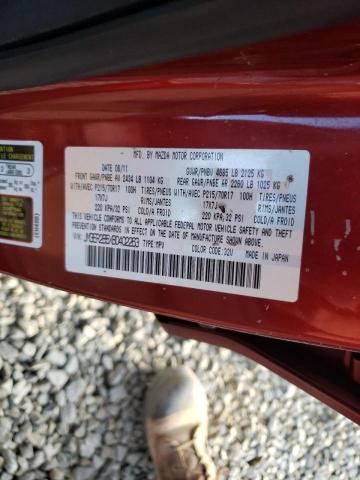 MFD. BY MAZDA MOTOR CORPORATION
DATE 08/11 GVWR/PNBV 4685 LB 2125 KG
FRONT GAWR/PNBE AV 2434 LB 1104 KG REAR GAWR/PNBE AR 2260 LB 1025 KG
WITH/AVEC P215/70R17 100H TIRES/PNEUS WITH/AVEC P215/70R17 100H TIRES/PNEUS
17X7J RIMS/JANTES 17X7J RIMS/JANTES
220 KPA/32 PSI COLD/A FROID 220 KPA/32 PSI COLD/A FROID
THIS VEHICLE CONFORMS TO ALL APPLICABLE FEDERAL MOTOR VEHICLE SAFETY AND THEFT
PREVENTION STANDARDS IN EFFECT ON THE DATE OF MANUFACTURE SHOWN ABOVE.
TYPE:MPV COLOR CODE:32V MADE IN JAPAN